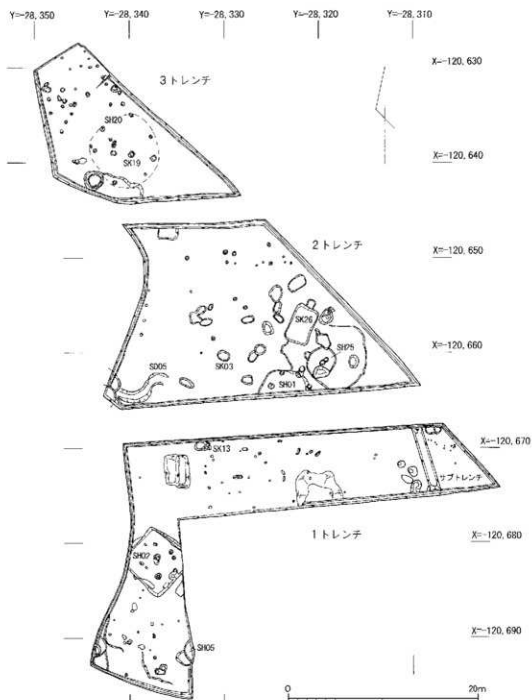 Y=-28,350 Y=-28,340 Y=-28,330 Y=-28,320 Y=-28,310
X=-120,630
3トレンチ
SH20
SK19
X=-120,640
2トレンチ
X=-120,650
SK26
SH25
X=-120,660
SD05
SK03
SH01
X=-120,670
SK13
サブトレンチ
1トレンチ
X=-120,680
SH02
X=-120,690
SH05
0 20m